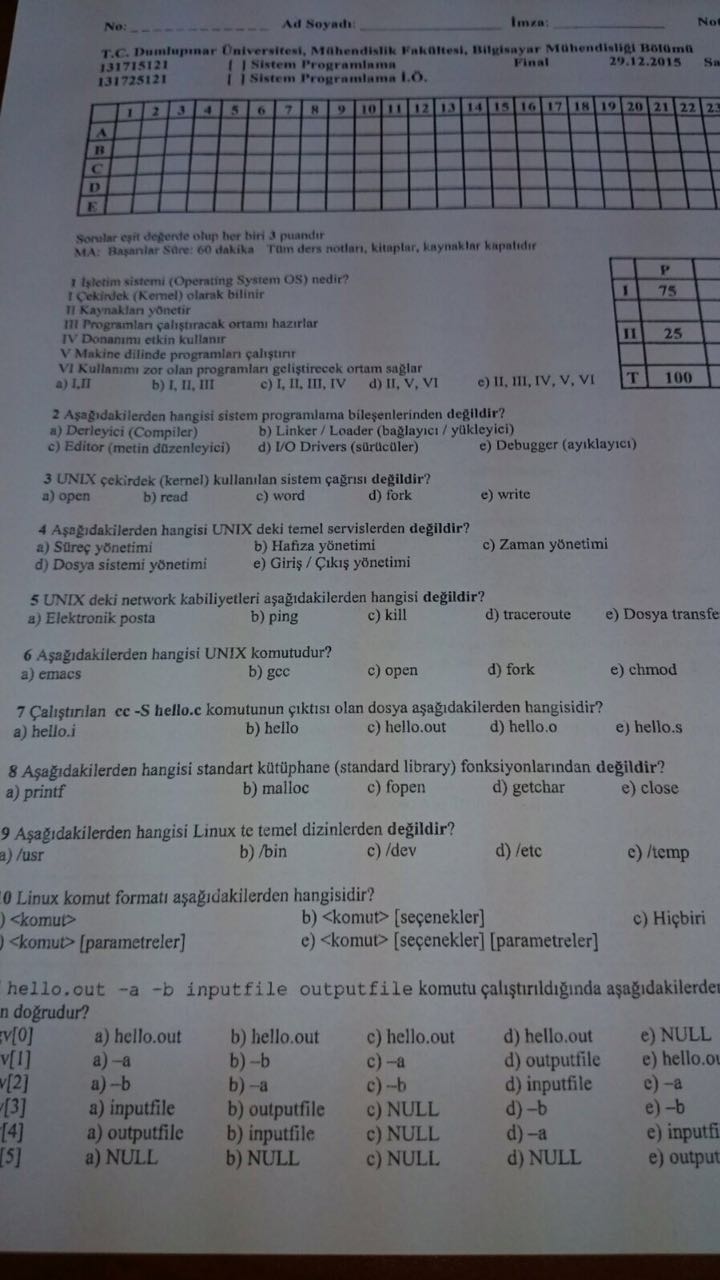 No: Ad Soyadı: İmza:
T.C. Dumlupınar Üniversitesi, Mühendislik Fakültesi, Bilgisayar Mühendisliği Bölümü
131715121 [ ] Sistem Programlama Final 29.12.2015
131725121 [ ] Sistem Programlama İ.Ö.
1 2 3 4 5 6 7 8 9 10 11 12 13 14 15 16 17 18 19 20 21 22 23
A
B
C
D
E
Sorular eşit değerde olup her biri 3 puandır
MA: Başarılar Süre: 60 dakika Tüm ders notları, kitaplar, kaynaklar kapalıdır
P
I 75
II 25
T 100
1 İşletim sistemi (Operating System OS) nedir?
I Çekirdek (Kernel) olarak bilinir
II Kaynakları yönetir
III Programları çalıştıracak ortamı hazırlar
IV Donanımı etkin kullanır
V Makine dilinde programları çalıştırır
VI Kullanımı zor olan programları geliştirecek ortam sağlar
a) I,II b) I, II, III c) I, II, III, IV d) II, V, VI e) II, III, IV, V, VI
2 Aşağıdakilerden hangisi sistem programlama bileşenlerinden değildir?
a) Derleyici (Compiler) b) Linker / Loader (bağlayıcı / yükleyici)
c) Editor (metin düzenleyici) d) I/O Drivers (sürücüler) e) Debugger (ayıklayıcı)
3 UNIX çekirdek (kernel) kullanılan sistem çağrısı değildir?
a) open b) read c) word d) fork e) write
4 Aşağıdakilerden hangisi UNIX deki temel servislerden değildir?
a) Süreç yönetimi b) Hafıza yönetimi c) Zaman yönetimi
d) Dosya sistemi yönetimi e) Giriş / Çıkış yönetimi
5 UNIX deki network kabiliyetleri aşağıdakilerden hangisi değildir?
a) Elektronik posta b) ping c) kill d) traceroute e) Dosya transfe
6 Aşağıdakilerden hangisi UNIX komutudur?
a) emacs b) gcc c) open d) fork e) chmod
7 Çalıştırılan cc -S hello.c komutunun çıktısı olan dosya aşağıdakilerden hangisidir?
a) hello.i b) hello c) hello.out d) hello.o e) hello.s
8 Aşağıdakilerden hangisi standart kütüphane (standard library) fonksiyonlarından değildir?
a) printf b) malloc c) fopen d) getchar e) close
9 Aşağıdakilerden hangisi Linux te temel dizinlerden değildir?
a) /usr b) /bin c) /dev d) /etc e) /temp
0 Linux komut formatı aşağıdakilerden hangisidir?
) <komut> b) <komut> [seçenekler] c) Hiçbiri
) <komut> [parametreler] e) <komut> [seçenekler] [parametreler]
hello.out -a -b inputfile outputfile komutu çalıştırıldığında aşağıdakilerde
n doğrudur?
v[0] a) hello.out b) hello.out c) hello.out d) hello.out e) NULL
v[1] a) –a b) –b c) –a d) outputfile e) hello.ou
v[2] a) –b b) –a c) –b d) inputfile e) –a
[3] a) inputfile b) outputfile c) NULL d) –b e) –b
[4] a) outputfile b) inputfile c) NULL d) –a e) inputfi
[5] a) NULL b) NULL c) NULL d) NULL e) output